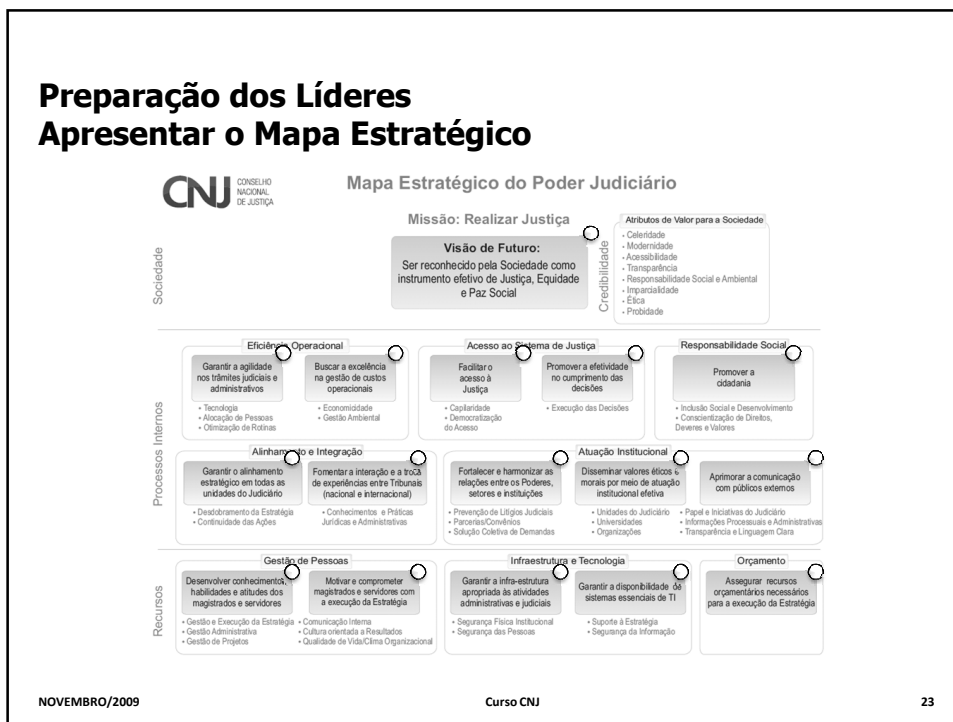 Preparação dos Líderes
Apresentar o Mapa Estratégico
CNJ
CONSELHO
NACIONAL
DE JUSTIÇA
Mapa Estratégico do Poder Judiciário
Sociedade
Missão: Realizar Justiça
Visão de Futuro:
Ser reconhecido pela Sociedade como
instrumento efetivo de Justiça, Equidade
e Paz Social
Credibilidade
Atributos de Valor para a Sociedade
• Celeridade
• Modernidade
• Acessibilidade
• Transparência
• Responsabilidade Social e Ambiental
• Imparcialidade
• Ética
• Probidade
Processos Internos
Eficiência Operacional
Garantir a agilidade
nos trâmites judiciais e
administrativos
• Tecnologia
• Alocação de Pessoas
• Otimização de Rotinas
Buscar a excelência
na gestão de custos
operacionais
• Economicidade
• Gestão Ambiental
Acesso ao Sistema de Justiça
Facilitar o
acesso à
Justiça
• Capilaridade
• Democratização
do Acesso
Promover a efetividade
no cumprimento das
decisões
• Execução das Decisões
Responsabilidade Social
Promover a
cidadania
• Inclusão Social e Desenvolvimento
• Conscientização de Direitos,
Deveres e Valores
Alinhamento e Integração
Garantir o alinhamento
estratégico em todas as
unidades do Judiciário
• Desdobramento da Estratégia
• Continuidade das Ações
Fomentar a interação e a troca
de experiências entre Tribunais
(nacional e internacional)
• Conhecimentos e Práticas
Jurídicas e Administrativas
Atuação Institucional
Fortalecer e harmonizar as
relações entre os Poderes,
setores e instituições
• Prevenção de Litígios Judiciais
• Parcerias/Convênios
• Solução Coletiva de Demandas
Disseminar valores éticos e
morais por meio de atuação
institucional efetiva
• Unidades do Judiciário
• Universidades
• Organizações
Aprimorar a comunicação
com públicos externos
• Papel e Iniciativas do Judiciário
• Informações Processuais e Administrativas
• Transparência e Linguagem Clara
Recursos
Gestão de Pessoas
Desenvolver conhecimentos,
habilidades e atitudes dos
magistrados e servidores
• Gestão e Execução da Estratégia
• Gestão Administrativa
• Gestão de Projetos
Motivar e comprometer
magistrados e servidores com
a execução da Estratégia
• Comunicação Interna
• Cultura orientada a Resultados
• Qualidade de Vida/Clima Organizacional
Infraestrutura e Tecnologia
Garantir a infra-estrutura
apropriada às atividades
administrativas e judiciais
• Segurança Física Institucional
• Segurança das Pessoas
Garantir a disponibilidade de
sistemas essenciais de TI
• Suporte à Estratégia
• Segurança da Informação
Orçamento
Assegurar recursos
orçamentários necessários
para a execução da Estratégia
NOVEMBRO/2009
Curso CNJ
23